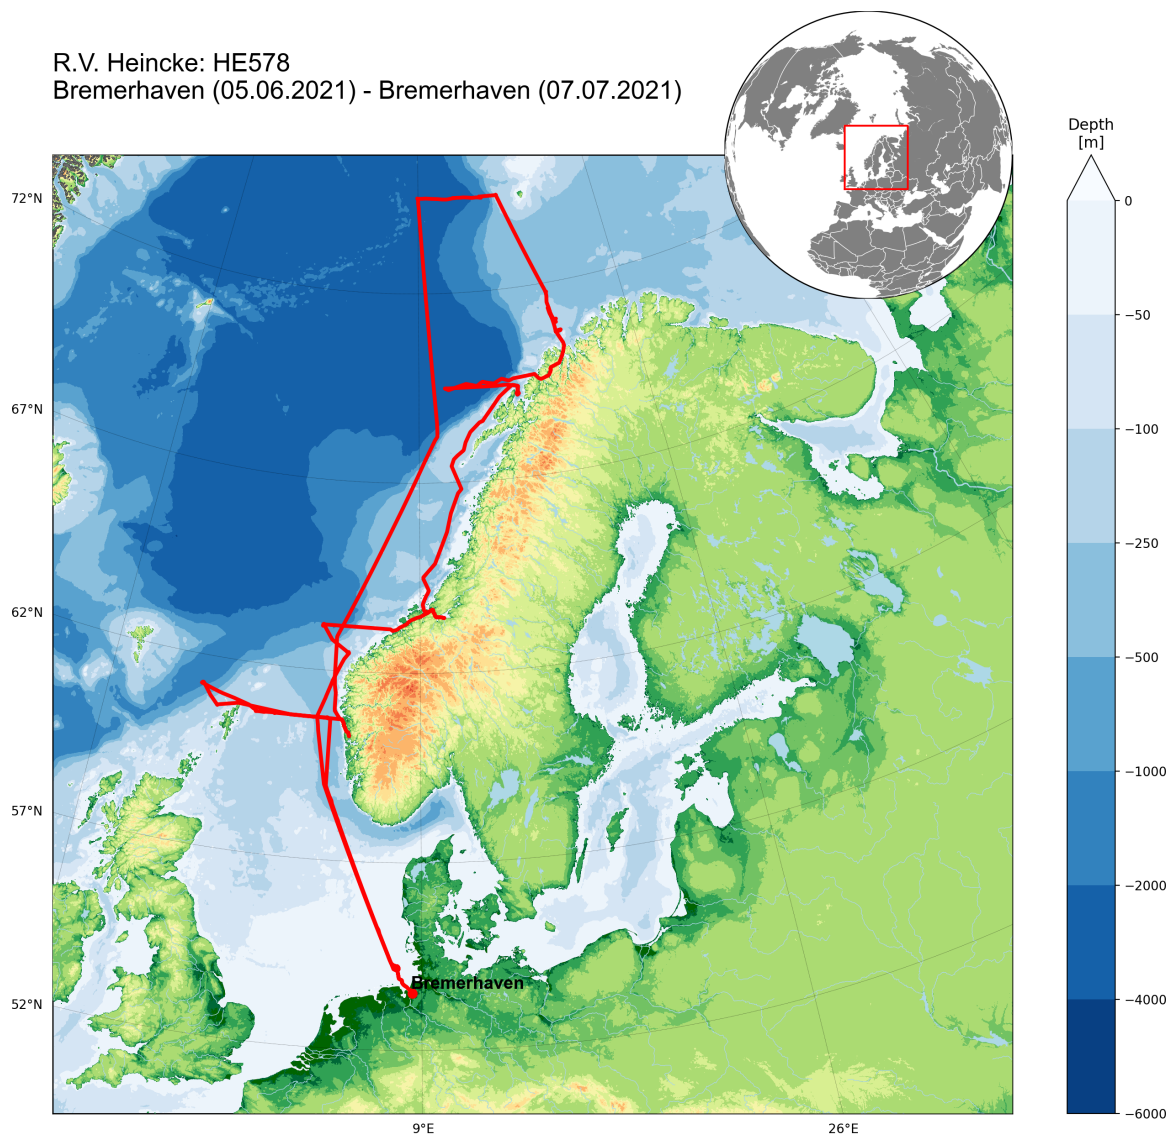 R.V. Heincke: HE578
Bremerhaven (05.06.2021) - Bremerhaven (07.07.2021)
Depth
[m]
0
−50
−100
−250
−500
−1000
−2000
−4000
−6000
72°N
67°N
62°N
57°N
52°N
Bremerhaven
9°E
26°E